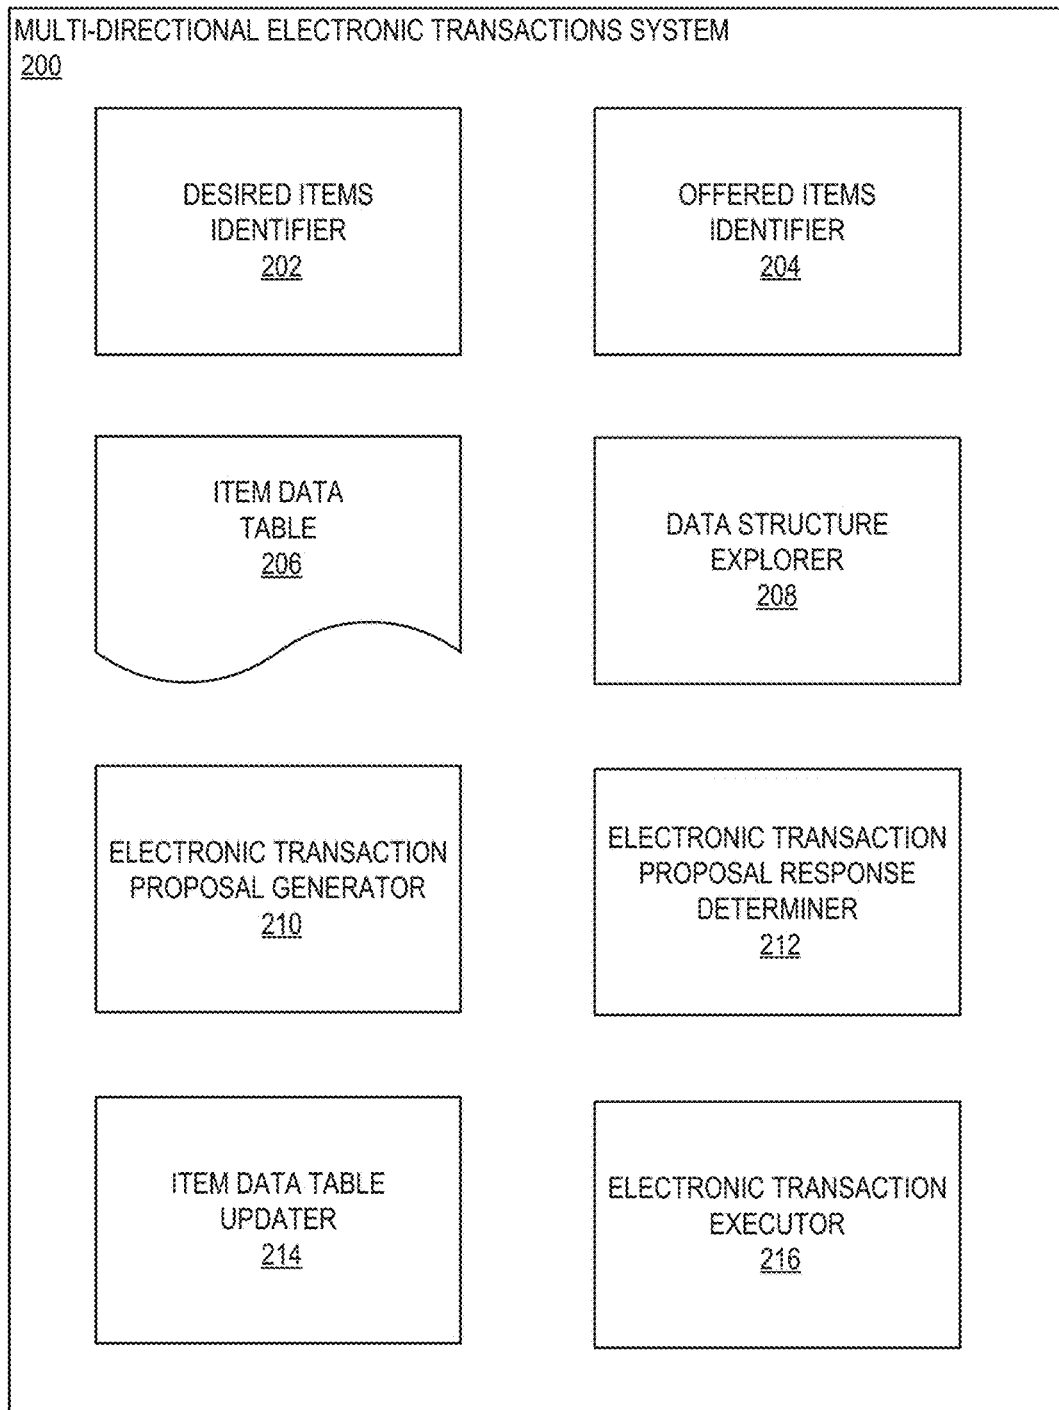 MULTI-DIRECTIONAL ELECTRONIC TRANSACTIONS SYSTEM
200
DESIRED ITEMS
IDENTIFIER
202
OFFERED ITEMS
IDENTIFIER
204
ITEM DATA
TABLE
206
DATA STRUCTURE
EXPLORER
208
ELECTRONIC TRANSACTION
PROPOSAL GENERATOR
210
ELECTRONIC TRANSACTION
PROPOSAL RESPONSE
DETERMINER
212
ITEM DATA TABLE
UPDATER
214
ELECTRONIC TRANSACTION
EXECUTOR
216